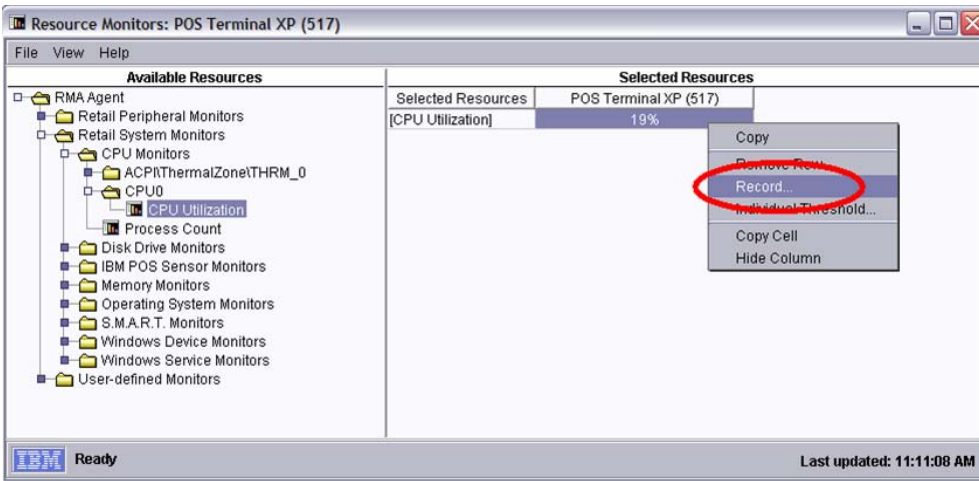 Resource Monitors: POS Terminal XP (517)
File View Help
Available Resources
RMA Agent
Retail Peripheral Monitors
Retail System Monitors
CPU Monitors
ACPI\ThermalZone\THRM_0
CPU0
CPU Utilization
Process Count
Disk Drive Monitors
IBM POS Sensor Monitors
Memory Monitors
Operating System Monitors
S.M.A.R.T. Monitors
Windows Device Monitors
Windows Service Monitors
User-defined Monitors
Selected Resources
Selected Resources POS Terminal XP (517)
[CPU Utilization] 19%
Copy
Remove Row
Record...
Individual Threshold...
Copy Cell
Hide Column
IBM Ready
Last updated: 11:11:08 AM